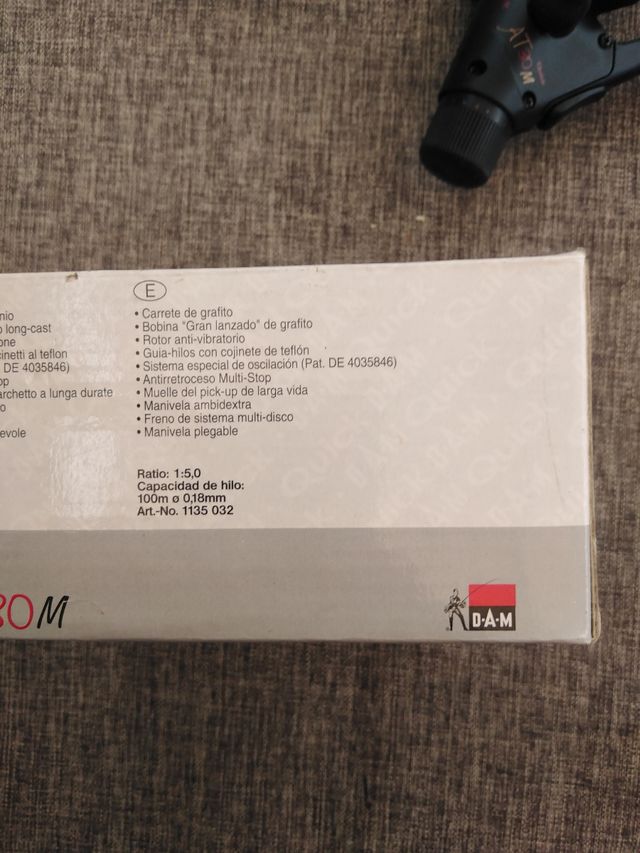 nio
o long-cast
one
cinetti al teflon
. DE 4035846)
op
archetto a lunga durate
o
evole
E
• Carrete de grafito
• Bobina "Gran lanzado" de grafito
• Rotor anti-vibratorio
• Guia-hilos con cojinete de teflón
• Sistema especial de oscilación (Pat. DE 4035846)
• Antirretroceso Multi-Stop
• Muelle del pick-up de larga vida
• Manivela ambidextra
• Freno de sistema multi-disco
• Manivela plegable
Ratio: 1:5,0
Capacidad de hilo:
100m ø 0,18mm
Art.-No. 1135 032
30M
D·A·M